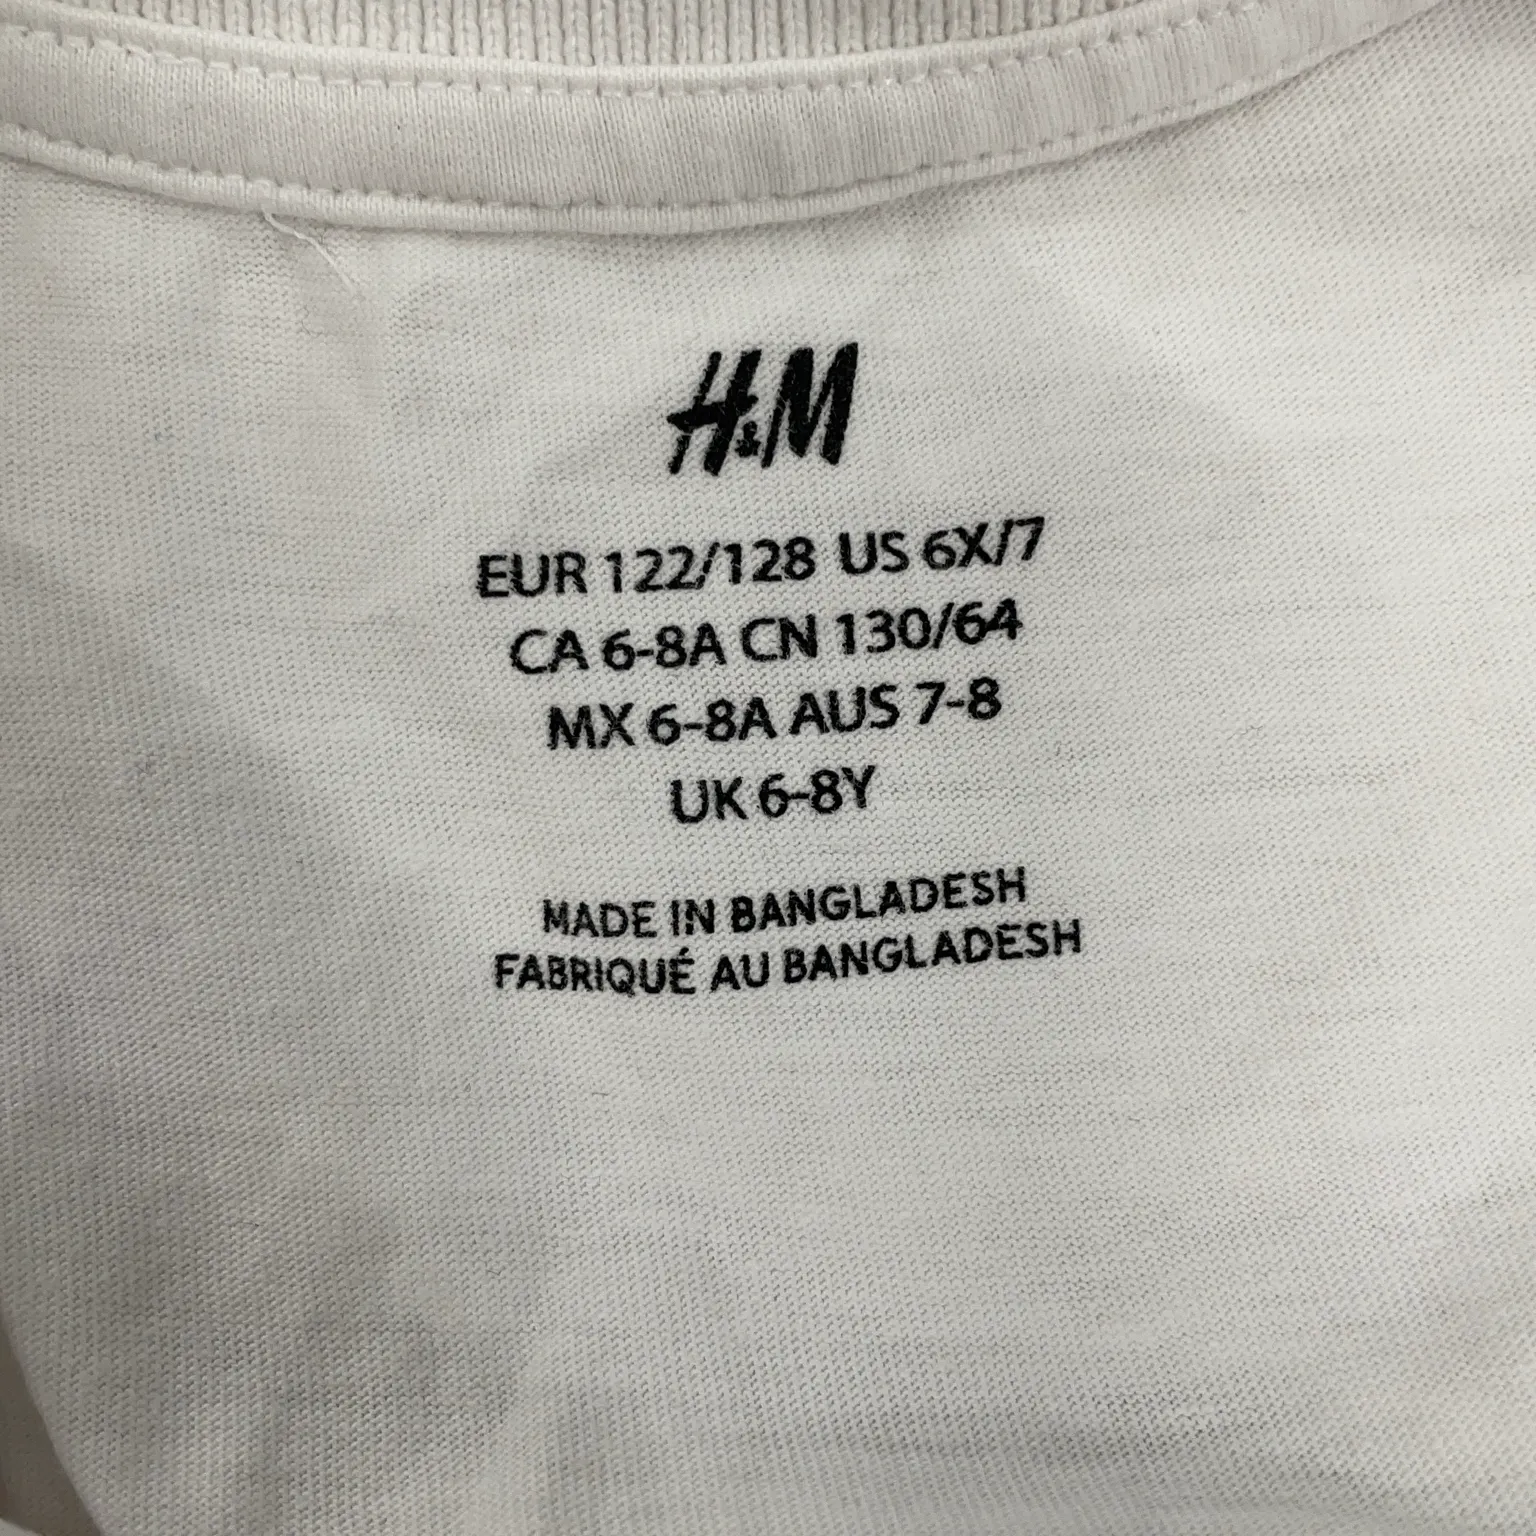 H&M
EUR 122/128 US 6X/7
CA 6-8A CN 130/64
MX 6-8A AUS 7-8
UK 6-8Y
MADE IN BANGLADESH
FABRIQUÉ AU BANGLADESH